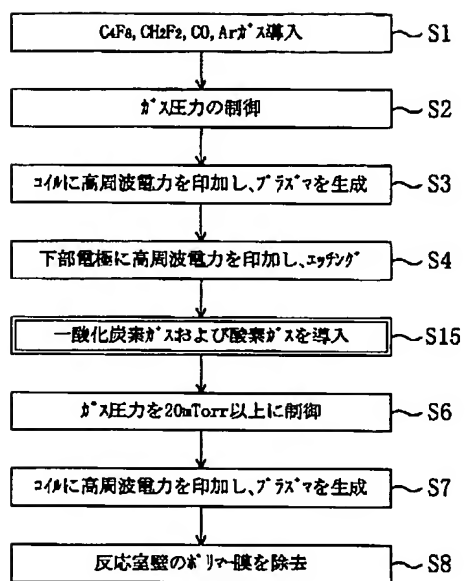 C4F8, CH2F2, CO, Arガス導入
S1
ガス圧力の制御
S2
コイルに高周波電力を印加し、プラズマを生成
S3
下部電極に高周波電力を印加し、エッチング
S4
一酸化炭素ガスおよび酸素ガスを導入
S15
ガス圧力を20mTorr以上に制御
S6
コイルに高周波電力を印加し、プラズマを生成
S7
反応室壁のポリマー膜を除去
S8